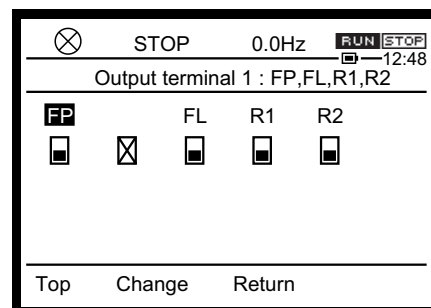 STOP 0.0Hz RUN STOP
12:48
Output terminal 1 : FP,FL,R1,R2
FP FL R1 R2
Top Change Return